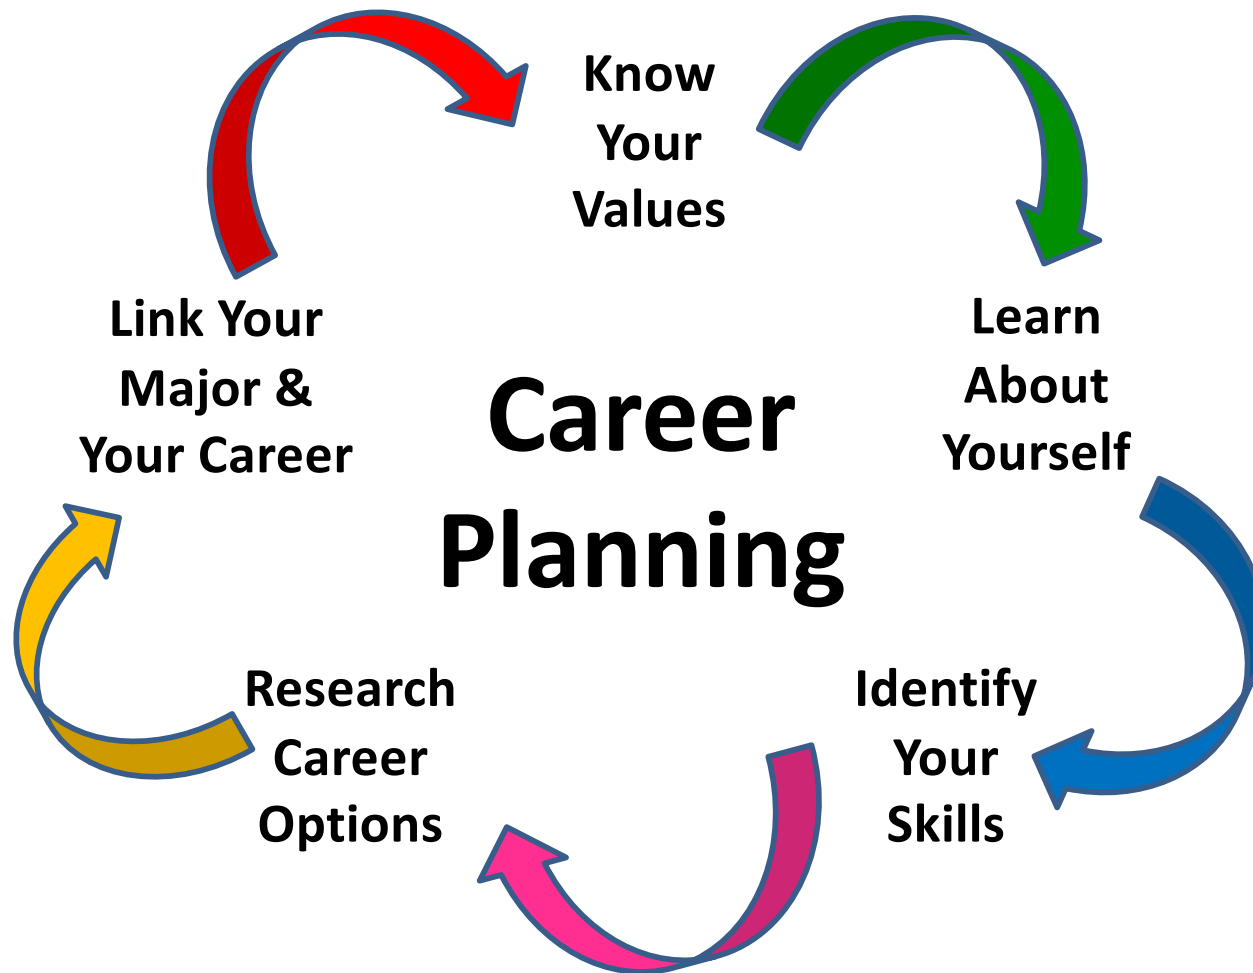 Know
Your
Values
Learn
About
Yourself
Identify
Your
Skills
Research
Career
Options
Link Your
Major &
Your Career
Career
Planning